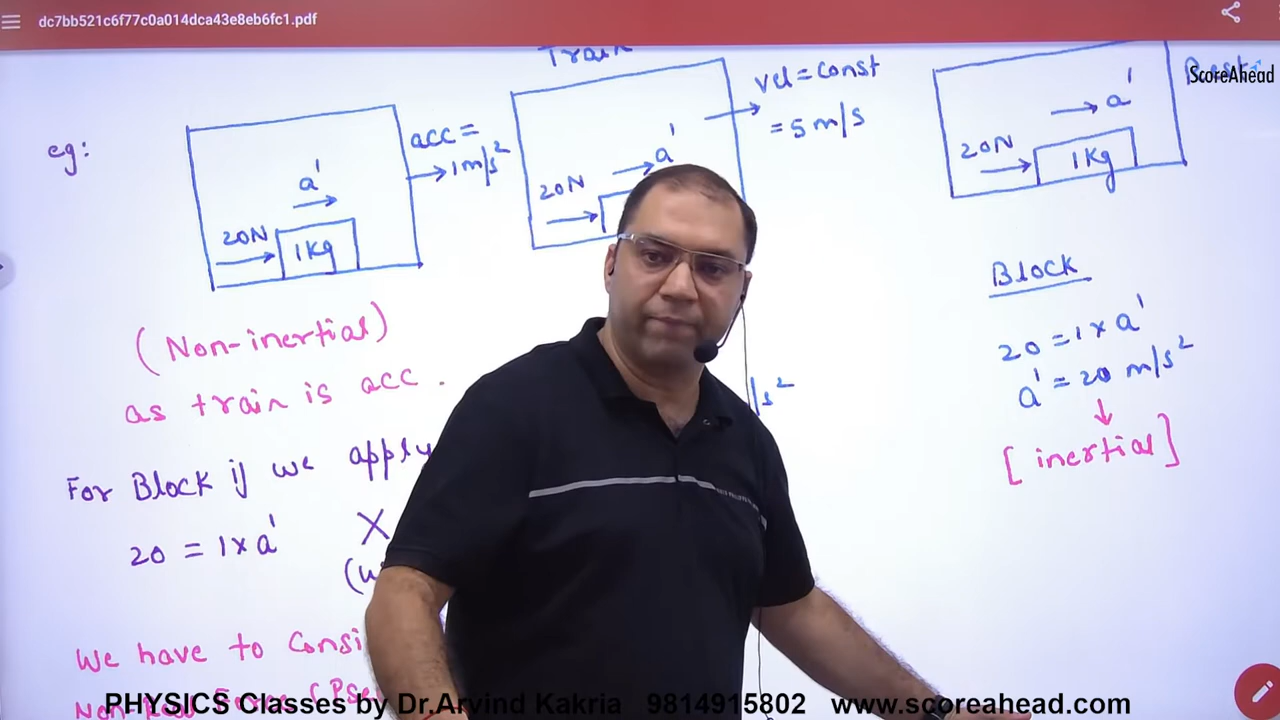 dc7bb521c6f77c0a014dca43e8eb6fc1.pdf
ScoreAhead
Train
eg:
acc =
1m/s²
a'
20N
1Kg
vel = const
= 5 m/s
a'
20N
a'
20N
1Kg
(Non-inertial)
as train is acc.
For Block if we apply
20 = 1 x a' X
We have to Consi
Block
20 = 1 x a'
a' = 20 m/s²
[inertial]
/s²
PHYSICS Classes by Dr.Arvind Kakria 9814915802 www.scoreahead.com